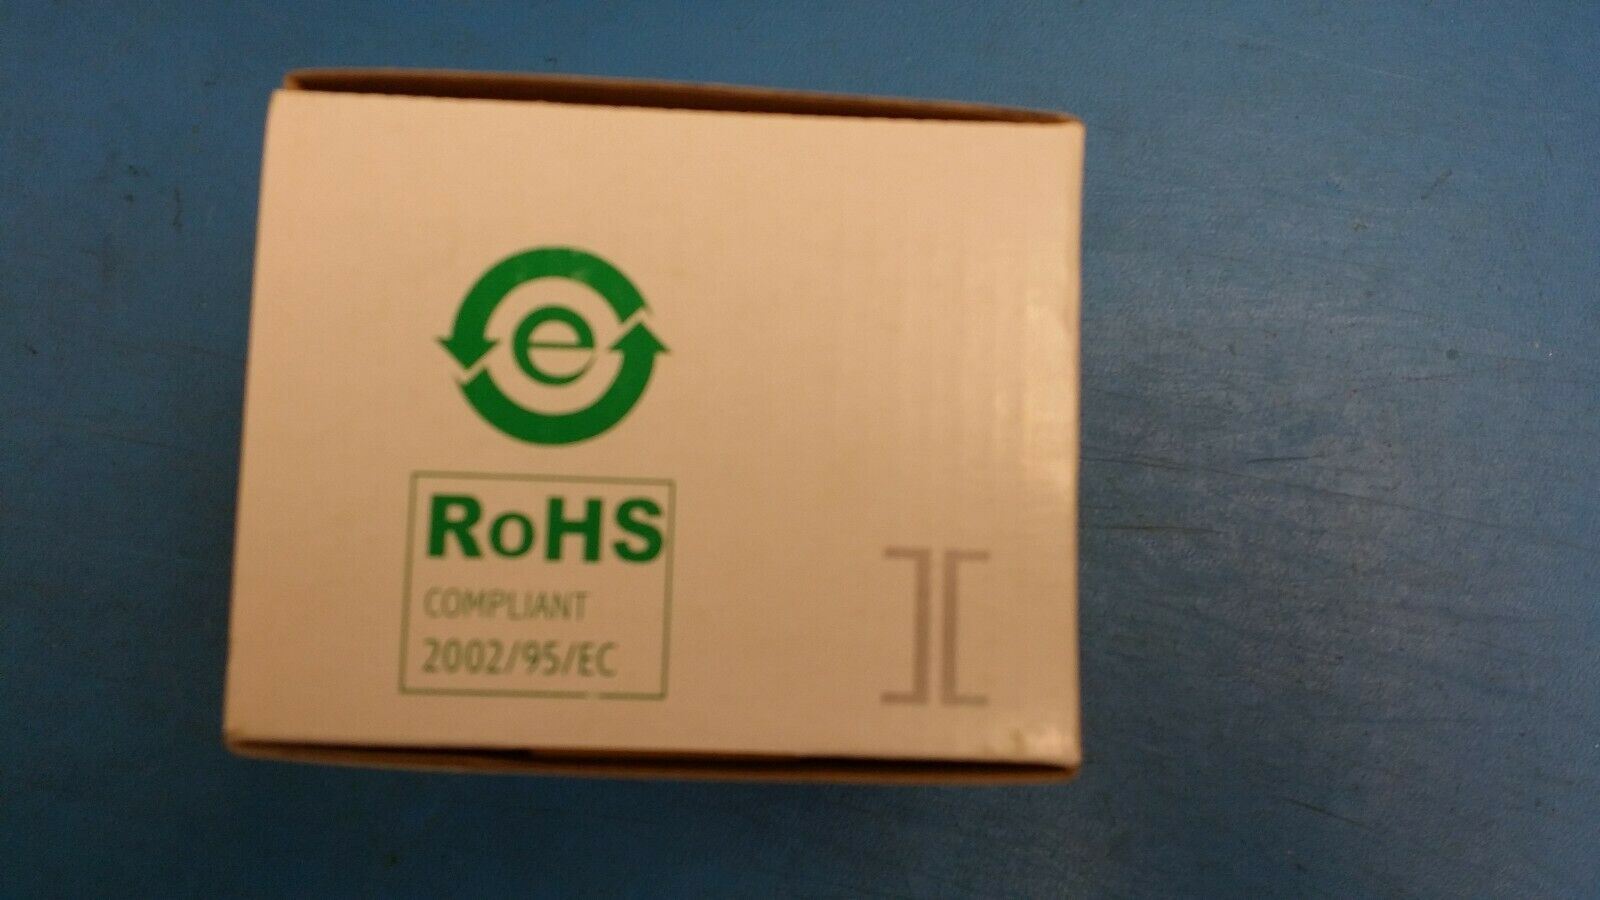 e
RoHS
COMPLIANT
2002/95/EC